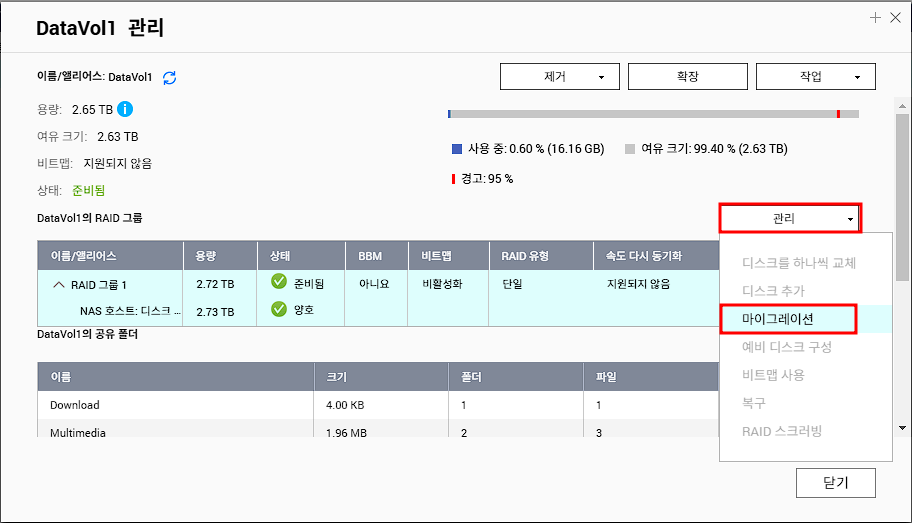 DataVol1 관리
이름/앨리어스: DataVol1
제거 확장 작업
용량: 2.65 TB
여유 크기: 2.63 TB
비트맵: 지원되지 않음
상태: 준비됨
사용 중: 0.60 % (16.16 GB) 여유 크기: 99.40 % (2.63 TB)
경고: 95 %
DataVol1의 RAID 그룹
관리
이름/앨리어스 용량 상태 BBM 비트맵 RAID 유형 속도 다시 동기화
RAID 그룹 1 2.72 TB 준비됨 아니요 비활성화 단일 지원되지 않음
NAS 호스트: 디스크 ... 2.73 TB 양호
디스크를 하나씩 교체
디스크 추가
마이그레이션
예비 디스크 구성
비트맵 사용
복구
RAID 스크러빙
DataVol1의 공유 폴더
이름 크기 폴더 파일
Download 4.00 KB 1 1
Multimedia 1.96 MB 2 3
닫기